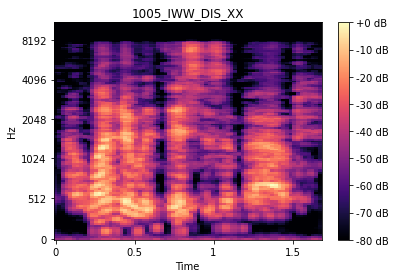 1005_IWW_DIS_XX
8192
4096
2048
1024
512
0
Hz
0
0.5
1
1.5
Time
+0 dB
-10 dB
-20 dB
-30 dB
-40 dB
-50 dB
-60 dB
-70 dB
-80 dB